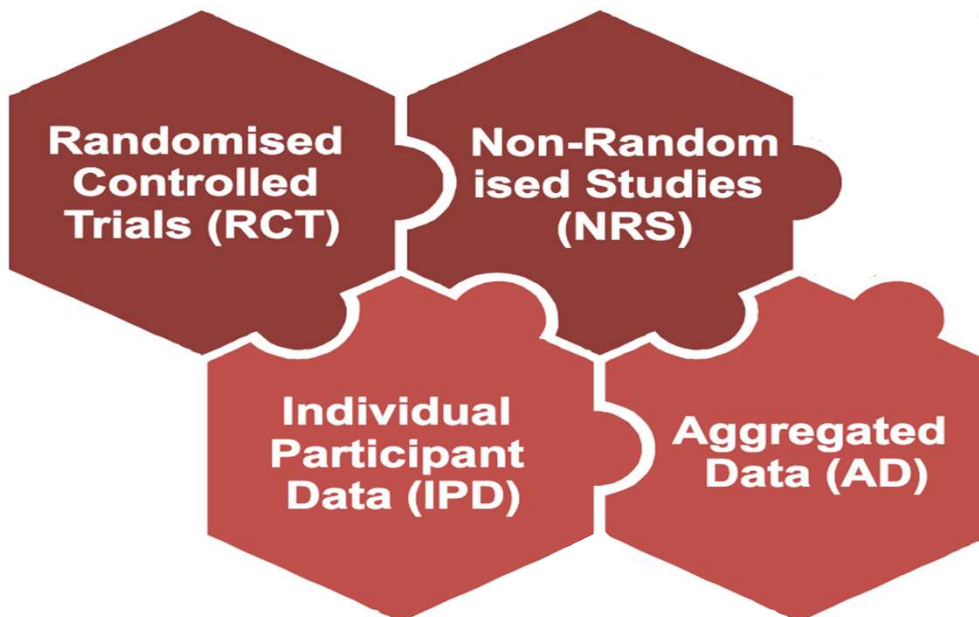 Randomised
Controlled
Trials (RCT)
Non-Random
ised Studies
(NRS)
Individual
Participant
Data (IPD)
Aggregated
Data (AD)